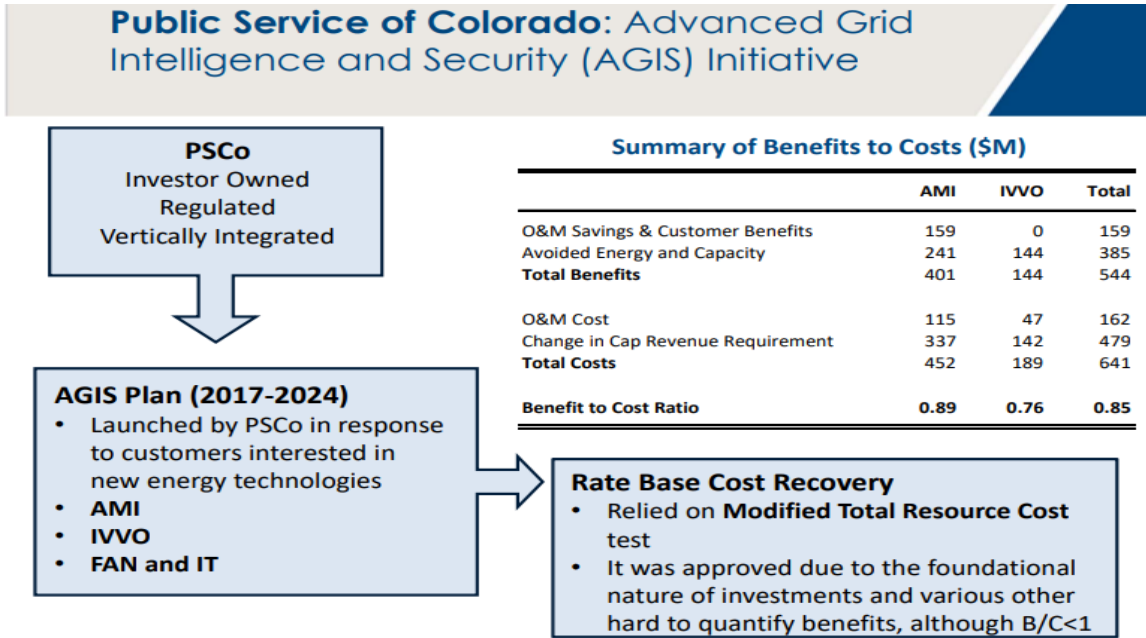 Public Service of Colorado: Advanced Grid
Intelligence and Security (AGIS) Initiative
PSCo
Investor Owned
Regulated
Vertically Integrated
AGIS Plan (2017-2024)
• Launched by PSCo in response
to customers interested in
new energy technologies
• AMI
• IVVO
• FAN and IT
Summary of Benefits to Costs ($M)
AMI IVVO Total
O&M Savings & Customer Benefits 159 0 159
Avoided Energy and Capacity 241 144 385
Total Benefits 401 144 544
O&M Cost 115 47 162
Change in Cap Revenue Requirement 337 142 479
Total Costs 452 189 641
Benefit to Cost Ratio 0.89 0.76 0.85
Rate Base Cost Recovery
• Relied on Modified Total Resource Cost
test
• It was approved due to the foundational
nature of investments and various other
hard to quantify benefits, although B/C<1